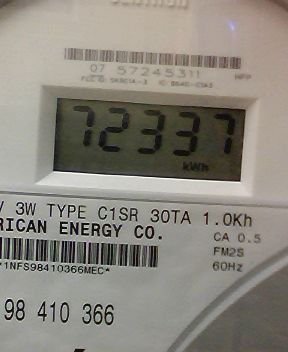 07 57245311
72337
kWh
3W TYPE C1SR 30TA 1.0Kh
RICAN ENERGY CO.
CA 0.5
FM2S
60Hz
*1NFS98410366MEC*
98 410 366